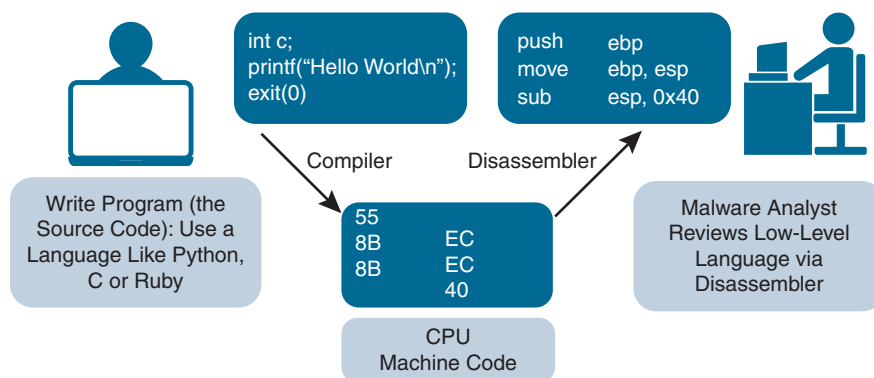 int c;
printf(“Hello World\n”);
exit(0)
push ebp
move ebp, esp
sub esp, 0x40
Compiler
Disassembler
Write Program (the
Source Code): Use a
Language Like Python,
C or Ruby
55
8B EC
8B EC
40
Malware Analyst
Reviews Low-Level
Language via
Disassembler
CPU
Machine Code